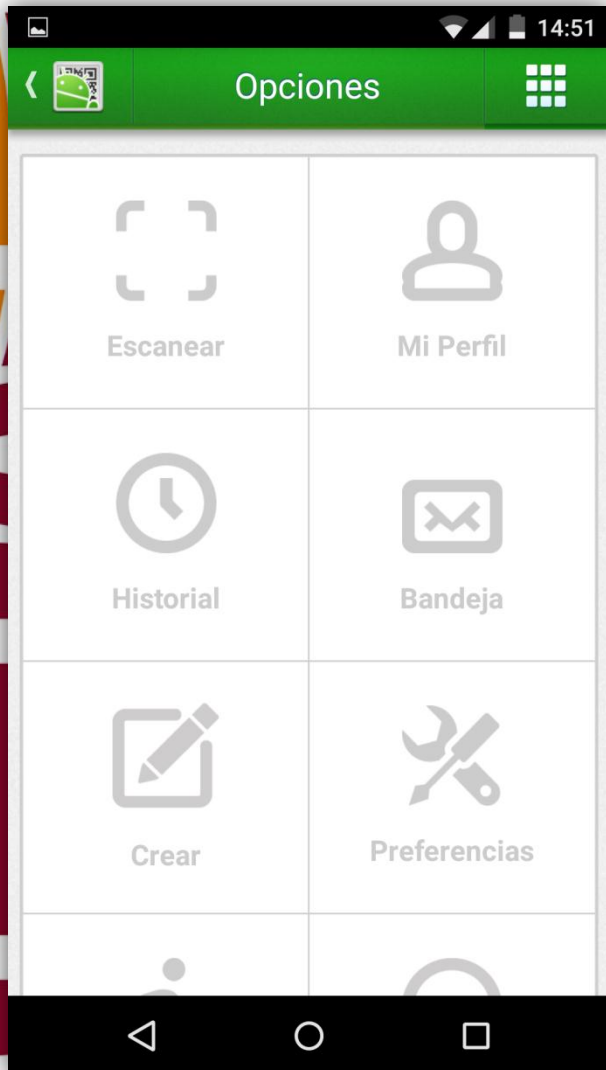 14:51
Opciones
Escanear
Mi Perfil
Historial
Bandeja
Crear
Preferencias